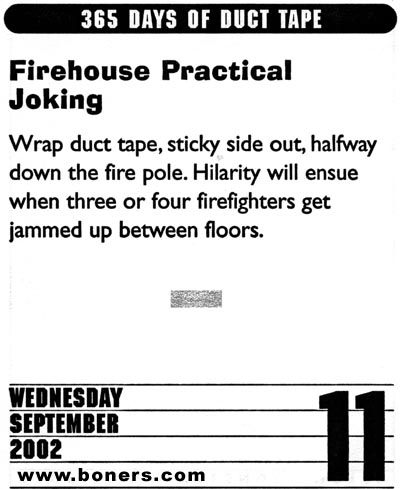 365 DAYS OF DUCT TAPE
Firehouse Practical
Joking
Wrap duct tape, sticky side out, halfway
down the fire pole. Hilarity will ensue
when three or four firefighters get
jammed up between floors.
WEDNESDAY
SEPTEMBER
2002
11
www.boners.com